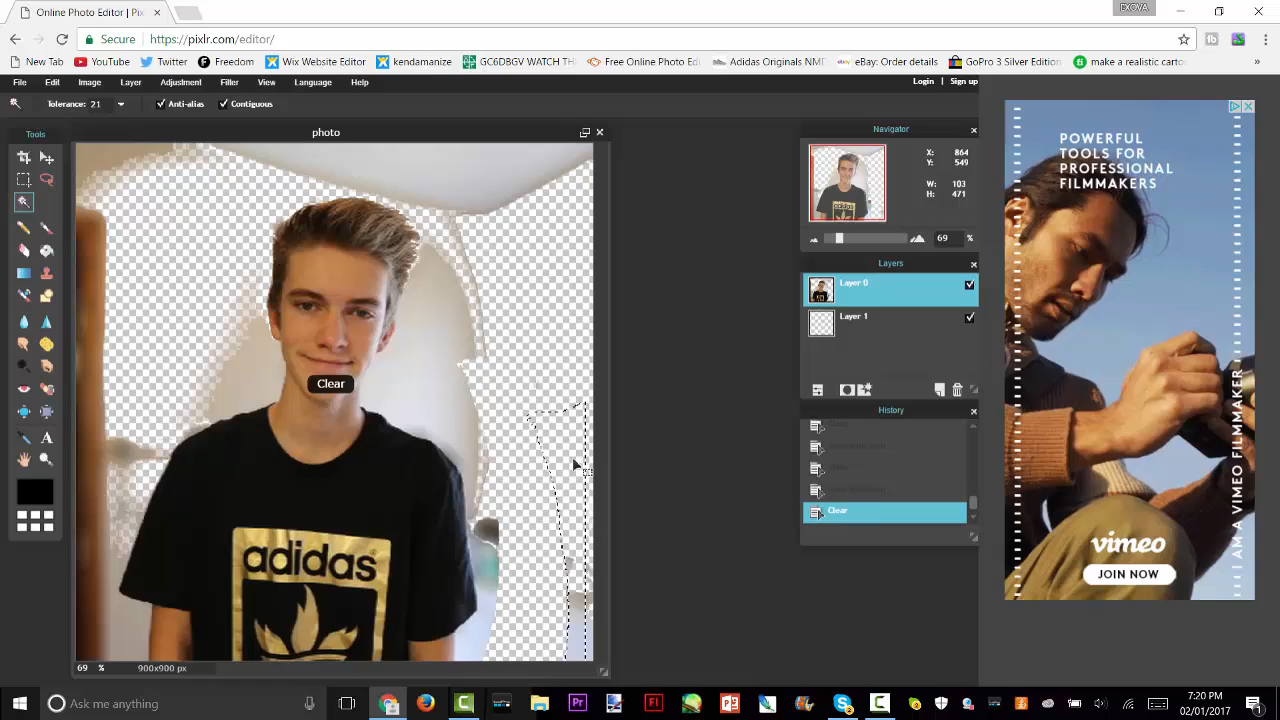 Online Photo Editor | Pix
EXOVA
Secure
https://pixlr.com/editor/
New Tab
YouTube
Twitter
Freedom
Wix Website Editor
kendamanize
GC6DBGV WATCH TH
Free Online Photo Ed
Adidas Originals NM
eBay: Order details
GoPro 3 Silver Edition
make a realistic carto
»
File Edit Image Layer Adjustment Filler View Language Help
Login Sign up
Tolerance: 21
Anti-alias
Contiguous
Tools
photo
Navigator
X: 864
Y: 549
W: 103
H: 471
69 %
Layers
Layer 0
Layer 1
History
Clear
Clear
adidas
69 %
900x900 px
POWERFUL
TOOLS FOR
PROFESSIONAL
FILMMAKERS
I AM A VIMEO FILMMAKER
vimeo
JOIN NOW
Ask me anything
7:20 PM
02/01/2017